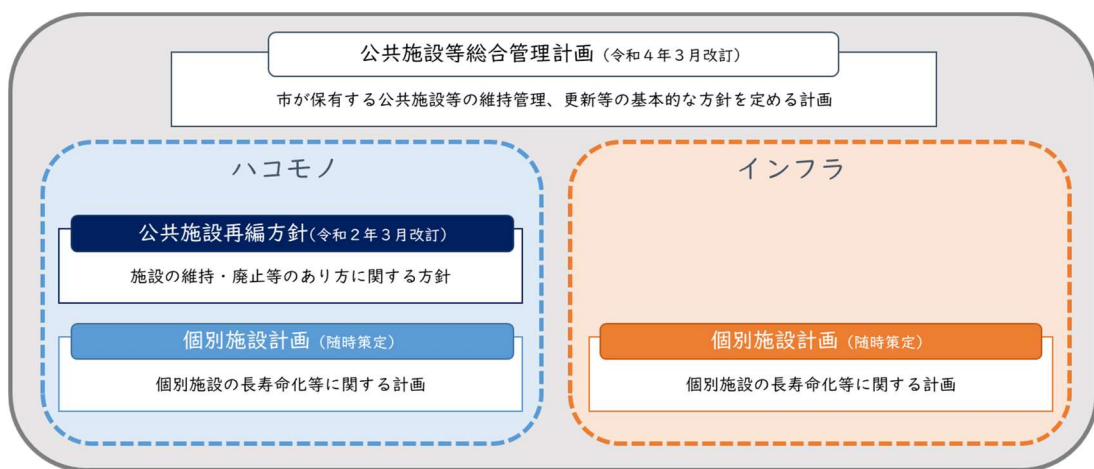 公共施設等総合管理計画（令和４年３月改訂）
市が保有する公共施設等の維持管理、更新等の基本的な方針を定める計画
ハコモノ
公共施設再編方針(令和２年３月改訂)
施設の維持・廃止等のあり方に関する方針
個別施設計画（随時策定）
個別施設の長寿命化等に関する計画
インフラ
個別施設計画（随時策定）
個別施設の長寿命化等に関する計画